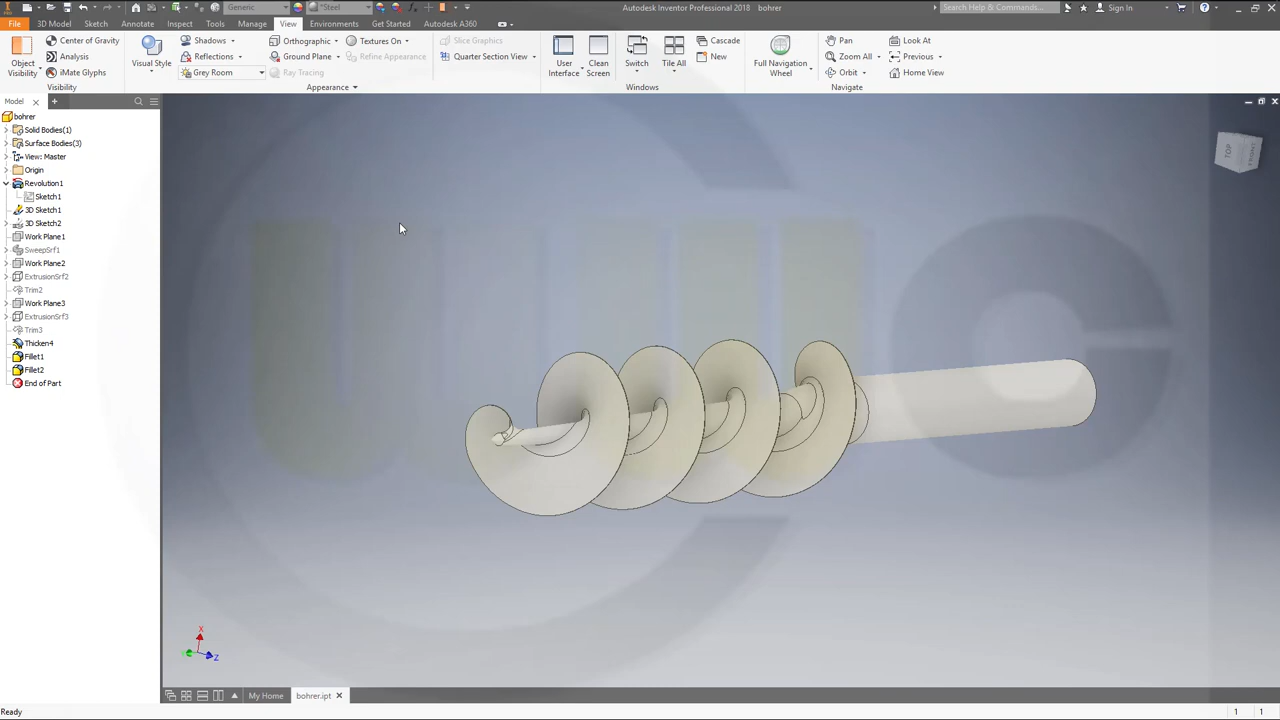 Generic
*Steel
Autodesk Inventor Professional 2018 bohrer
Search Help & Commands...
Sign In
File 3D Model Sketch Annotate Inspect Tools Manage View Environments Get Started Autodesk A360
Object Visibility
Center of Gravity
Analysis
iMate Glyphs
Visibility
Visual Style
Shadows
Reflections
Grey Room
Orthographic
Ground Plane
Ray Tracing
Textures On
Refine Appearance
Appearance
Slice Graphics
Quarter Section View
User Interface
Clean Screen
Switch
Tile All
Cascade
New
Windows
Full Navigation Wheel
Pan
Zoom All
Orbit
Look At
Previous
Home View
Navigate
Model
bohrer
Solid Bodies(1)
Surface Bodies(3)
View: Master
Origin
Revolution1
Sketch1
3D Sketch1
3D Sketch2
Work Plane1
SweepSrf1
Work Plane2
ExtrusionSrf2
Trim2
Work Plane3
ExtrusionSrf3
Trim3
Thicken4
Fillet1
Fillet2
End of Part
TOP
FRONT
X
Z
My Home
bohrer.ipt
Ready
1 1